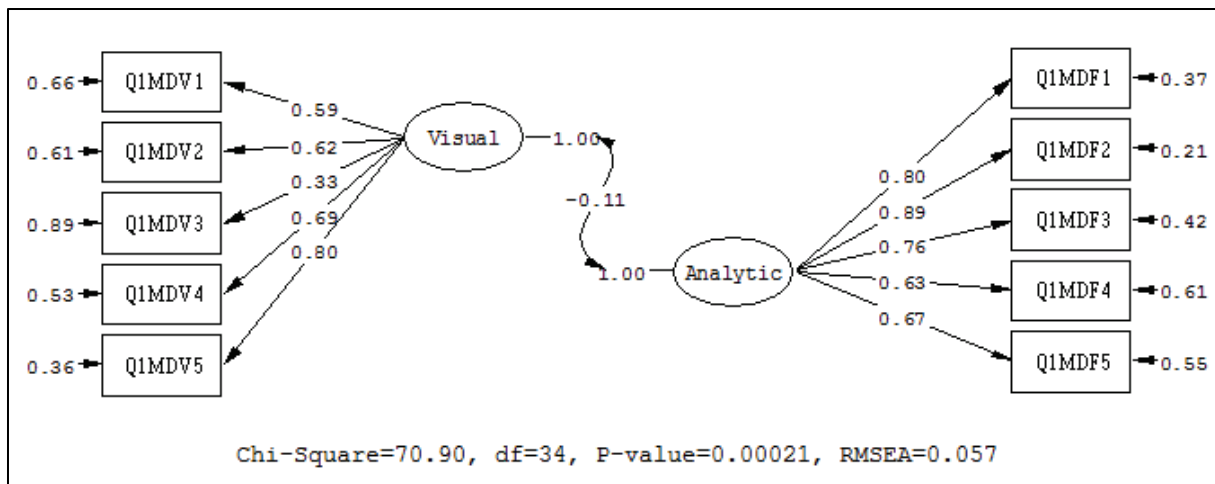 0.66 Q1MDV1
0.61 Q1MDV2
0.89 Q1MDV3
0.53 Q1MDV4
0.36 Q1MDV5
0.59
0.62
0.33
0.69
0.80
Visual
1.00
-0.11
1.00
Analytic
0.80
0.89
0.76
0.63
0.67
Q1MDF1 0.37
Q1MDF2 0.21
Q1MDF3 0.42
Q1MDF4 0.61
Q1MDF5 0.55
Chi-Square=70.90, df=34, P-value=0.00021, RMSEA=0.057